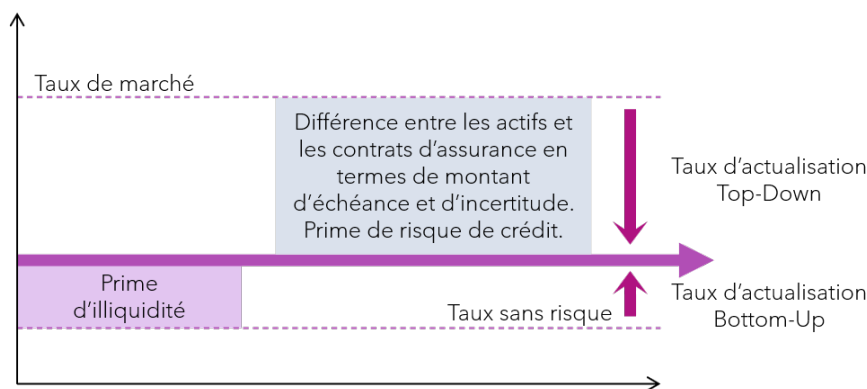 Taux de marché
Différence entre les actifs et
les contrats d'assurance en
termes de montant
d'échéance et d'incertitude.
Prime de risque de crédit.
Taux d'actualisation
Top-Down
Prime
d'illiquidité
Taux sans risque
Taux d'actualisation
Bottom-Up